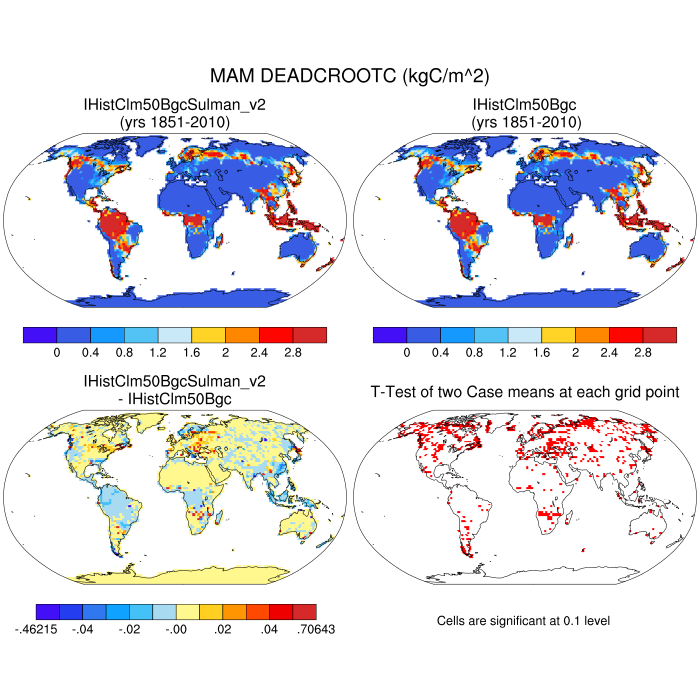 MAM DEADCROOTC (kgC/m^2)
IHistClm50BgcSulman_v2
(yrs 1851-2010)
IHistClm50Bgc
(yrs 1851-2010)
0 0.4 0.8 1.2 1.6 2 2.4 2.8
0 0.4 0.8 1.2 1.6 2 2.4 2.8
IHistClm50BgcSulman_v2
- IHistClm50Bgc
T-Test of two Case means at each grid point
-.46215 -.04 -.02 -.00 .02 .04 .70643
Cells are significant at 0.1 level